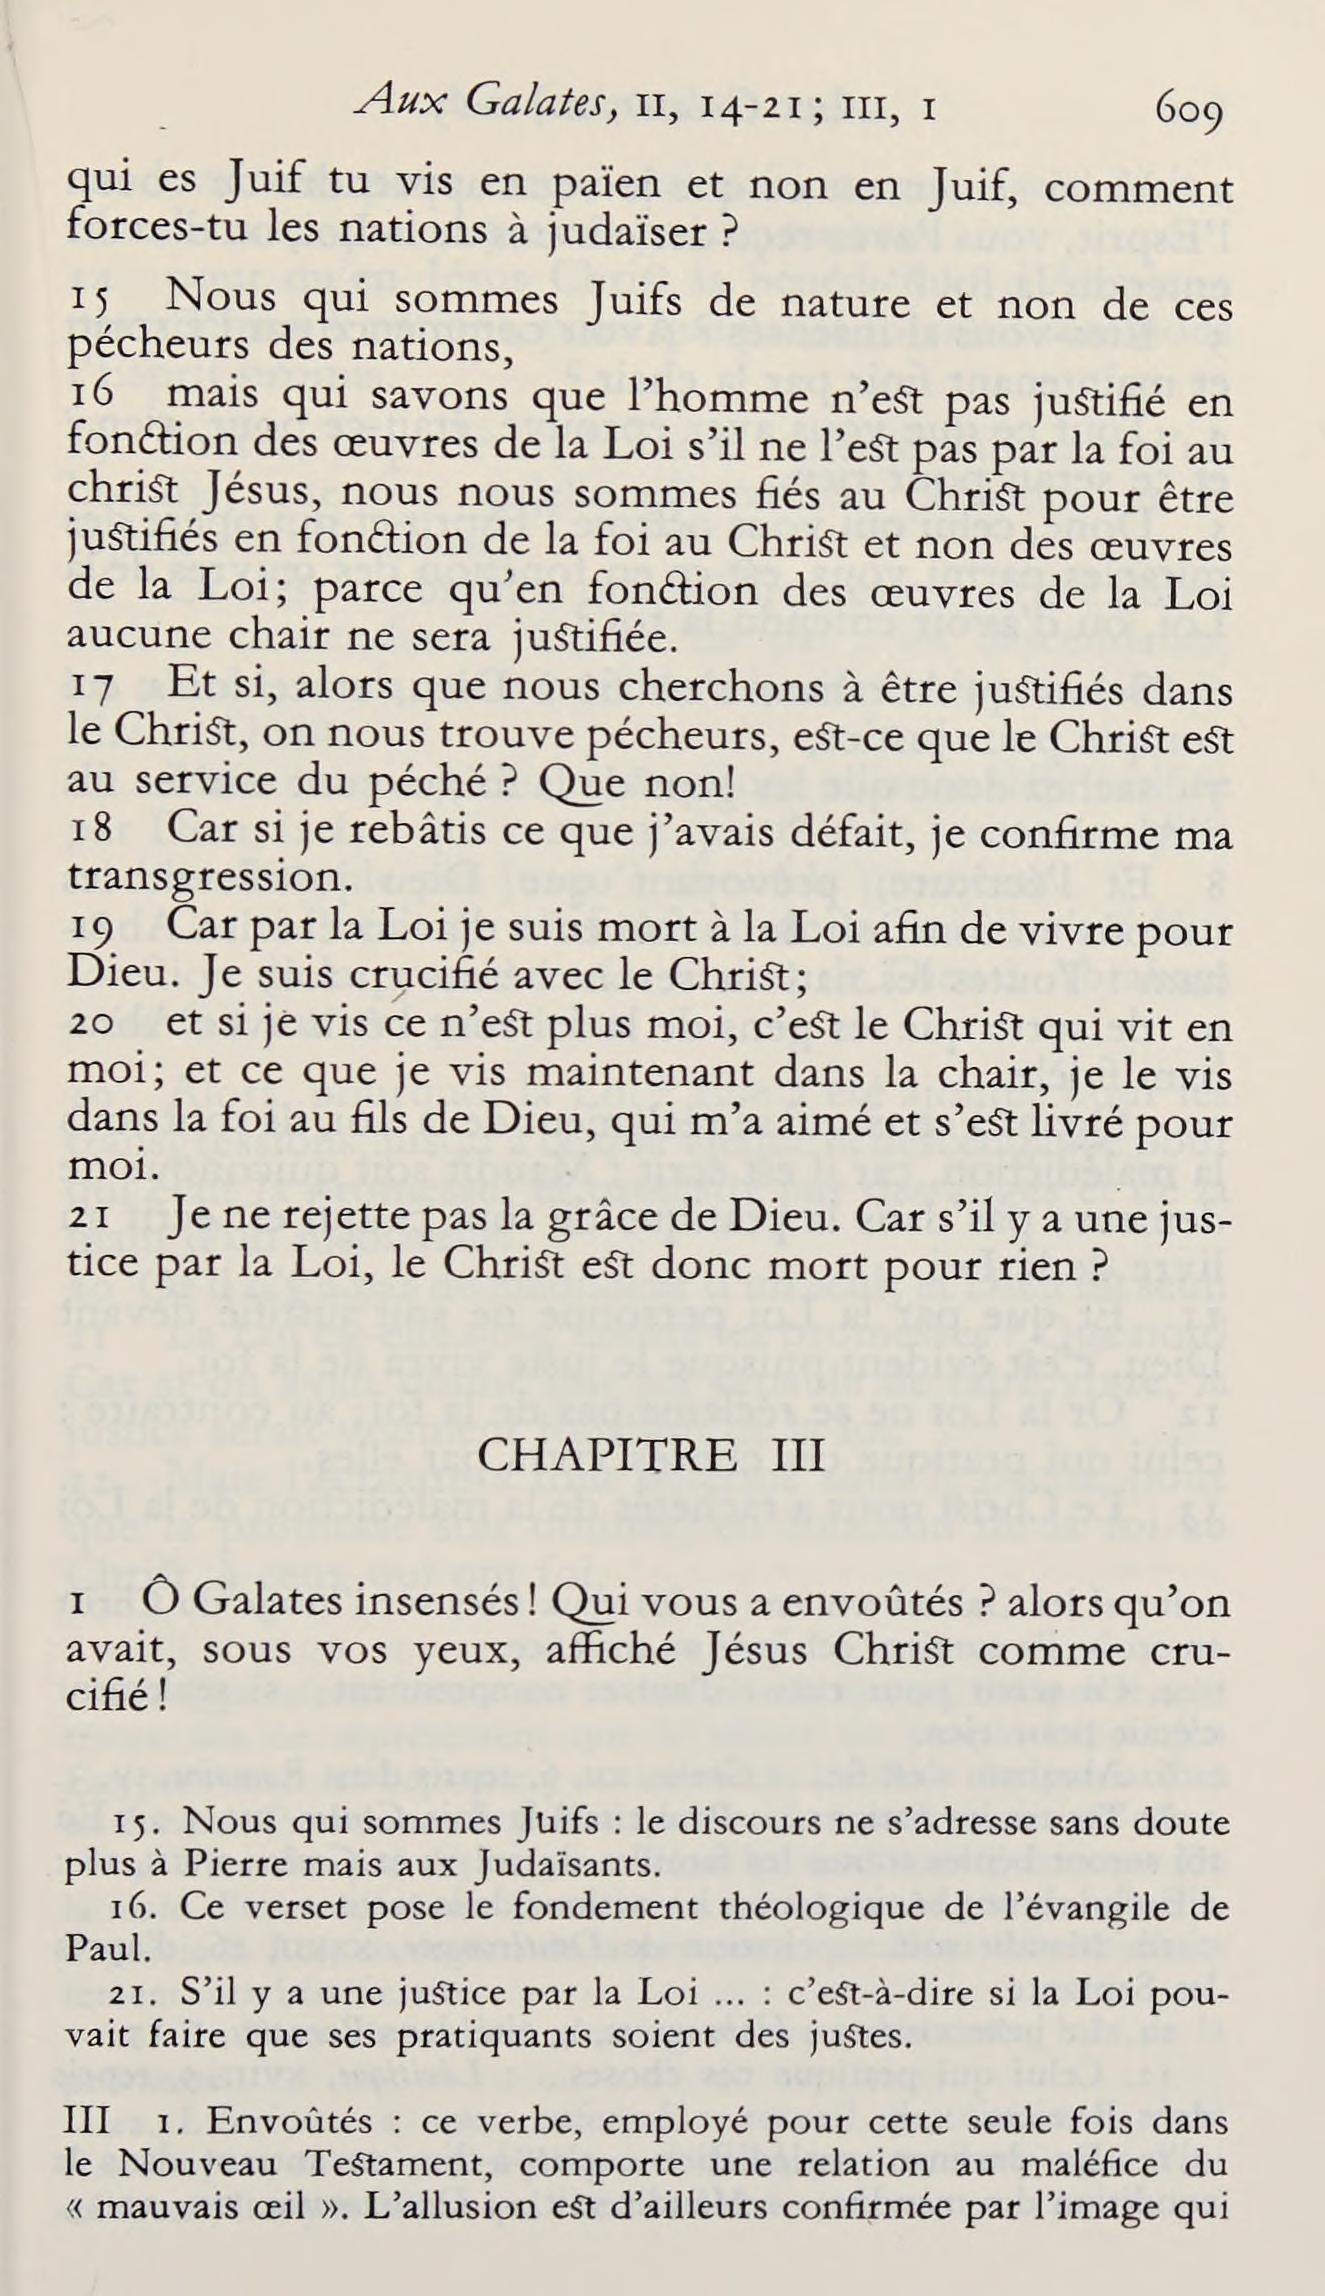 Aux Galates, II, 14-21; III, 1 609
qui es Juif tu vis en païen et non en Juif, comment
forces-tu les nations à judaïser ?
15 Nous qui sommes Juifs de nature et non de ces
pécheurs des nations,
16 mais qui savons que l’homme n’est pas justifié en
fonction des œuvres de la Loi s’il ne l’est pas par la foi au
christ Jésus, nous nous sommes fiés au Christ pour être
justifiés en fonction de la foi au Christ et non des œuvres
de la Loi; parce qu’en fonction des œuvres de la Loi
aucune chair ne sera justifiée.
17 Et si, alors que nous cherchons à être justifiés dans
le Christ, on nous trouve pécheurs, est-ce que le Christ est
au service du péché ? Que non!
18 Car si je rebâtis ce que j’avais défait, je confirme ma
transgression.
19 Car par la Loi je suis mort à la Loi afin de vivre pour
Dieu. Je suis crucifié avec le Christ;
20 et si je vis ce n’est plus moi, c’est le Christ qui vit en
moi; et ce que je vis maintenant dans la chair, je le vis
dans la foi au fils de Dieu, qui m’a aimé et s’est livré pour
moi.
21 Je ne rejette pas la grâce de Dieu. Car s’il y a une jus-
tice par la Loi, le Christ est donc mort pour rien ?
CHAPITRE III
1 Ô Galates insensés! Qui vous a envoûtés ? alors qu’on
avait, sous vos yeux, affiché Jésus Christ comme cru-
cifié!
15. Nous qui sommes Juifs : le discours ne s’adresse sans doute
plus à Pierre mais aux Judaïsants.
16. Ce verset pose le fondement théologique de l’évangile de
Paul.
21. S’il y a une justice par la Loi ... : c’est-à-dire si la Loi pou-
vait faire que ses pratiquants soient des justes.
III 1. Envoûtés : ce verbe, employé pour cette seule fois dans
le Nouveau Testament, comporte une relation au maléfice du
« mauvais œil ». L’allusion est d’ailleurs confirmée par l’image qui